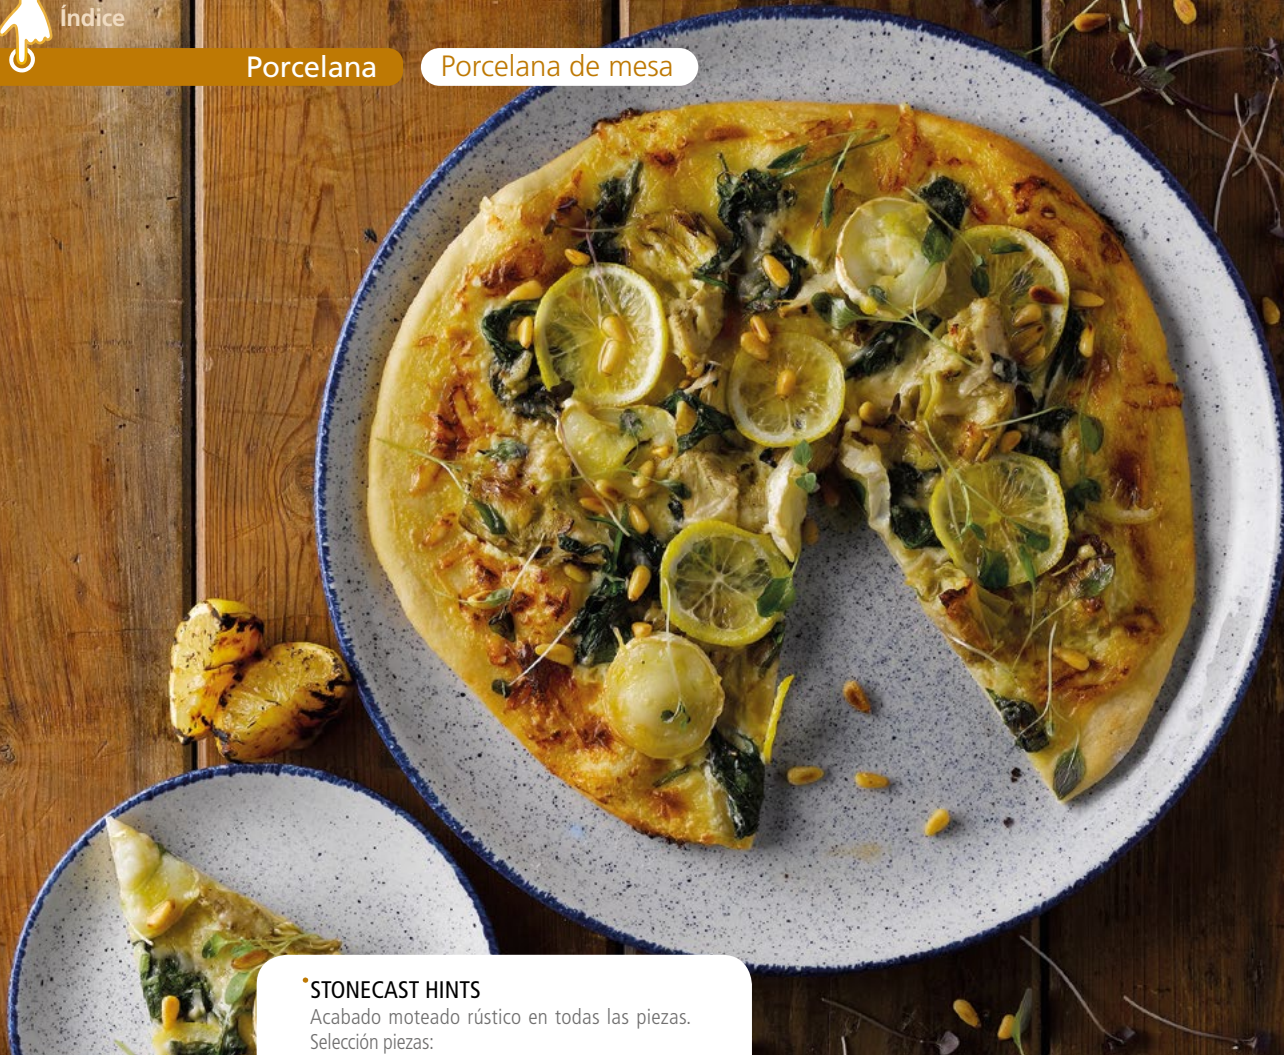 Índice
Porcelana
Porcelana de mesa
STONECAST HINTS
Acabado moteado rústico en todas las piezas.
Selección piezas: